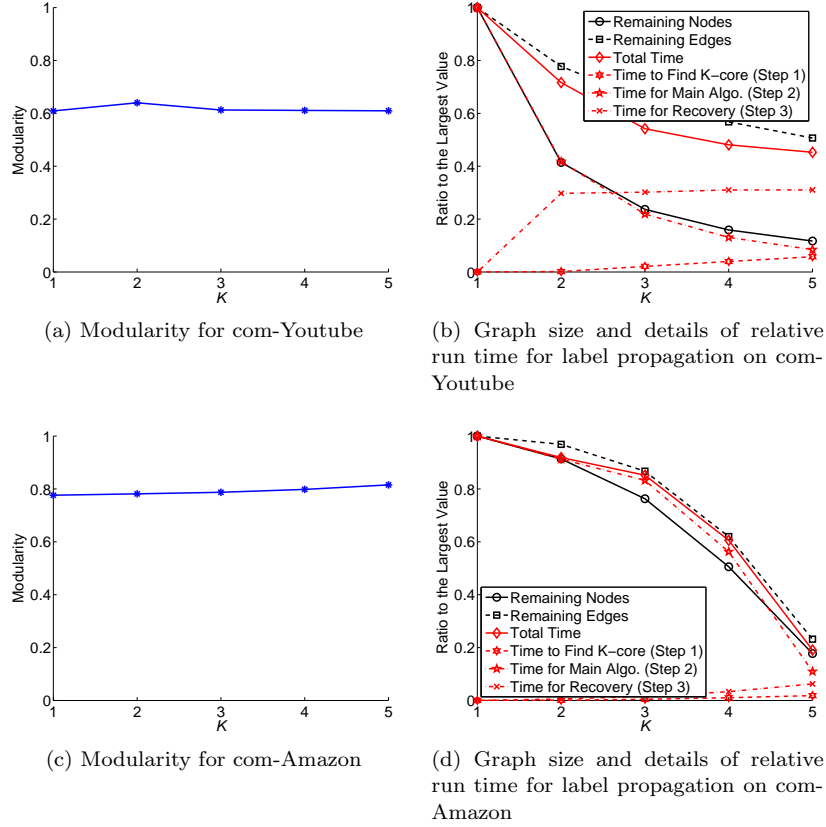 1
0.8
0.6
0.4
0.2
0
Modularity
1 2 3 4 5
K
(a) Modularity for com-Youtube
1
0.8
0.6
0.4
0.2
0
Ratio to the Largest Value
1 2 3 4 5
K
Remaining Nodes
Remaining Edges
Total Time
Time to Find K−core (Step 1)
Time for Main Algo. (Step 2)
Time for Recovery (Step 3)
(b) Graph size and details of relative
run time for label propagation on com-
Youtube
1
0.8
0.6
0.4
0.2
0
Modularity
1 2 3 4 5
K
(c) Modularity for com-Amazon
1
0.8
0.6
0.4
0.2
0
Ratio to the Largest Value
1 2 3 4 5
K
Remaining Nodes
Remaining Edges
Total Time
Time to Find K−core (Step 1)
Time for Main Algo. (Step 2)
Time for Recovery (Step 3)
(d) Graph size and details of relative
run time for label propagation on com-
Amazon